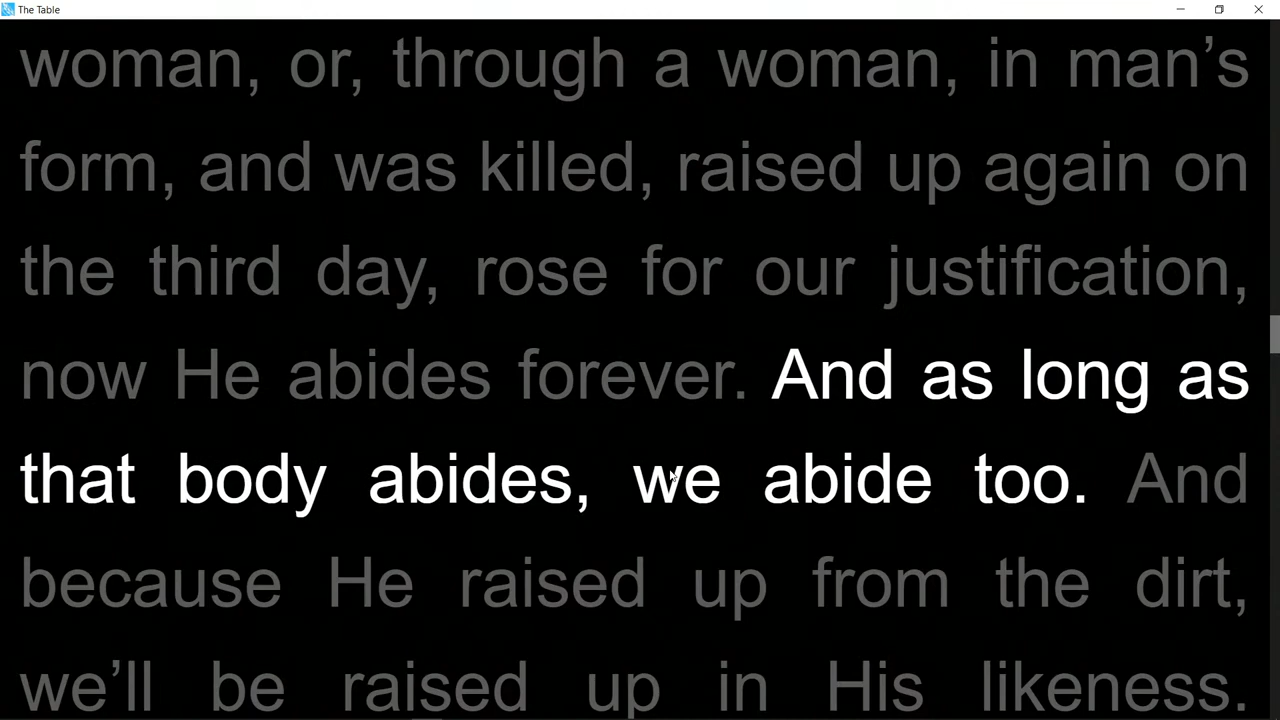 The Table
woman, or, through a woman, in man’s
form, and was killed, raised up again on
the third day, rose for our justification,
now He abides forever. And as long as
that body abides, we abide too. And
because He raised up from the dirt,
we’ll be raised up in His likeness.